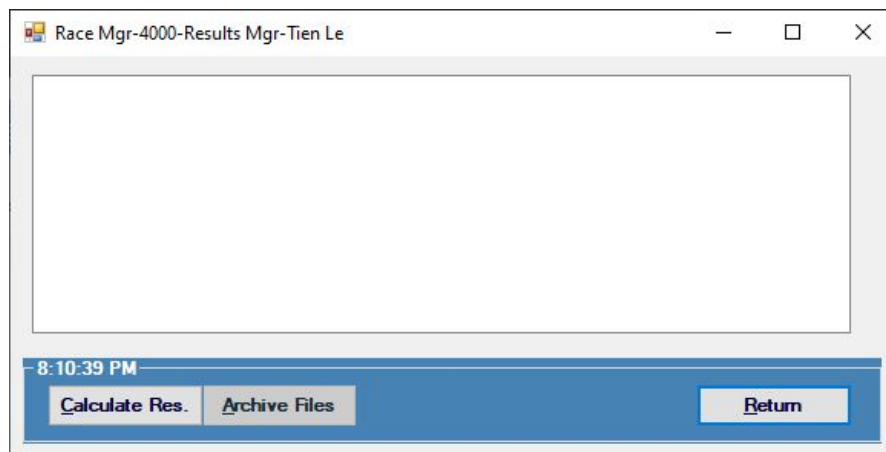 Race Mgr-4000-Results Mgr-Tien Le
8:10:39 PM
Calculate Res. Archive Files Return